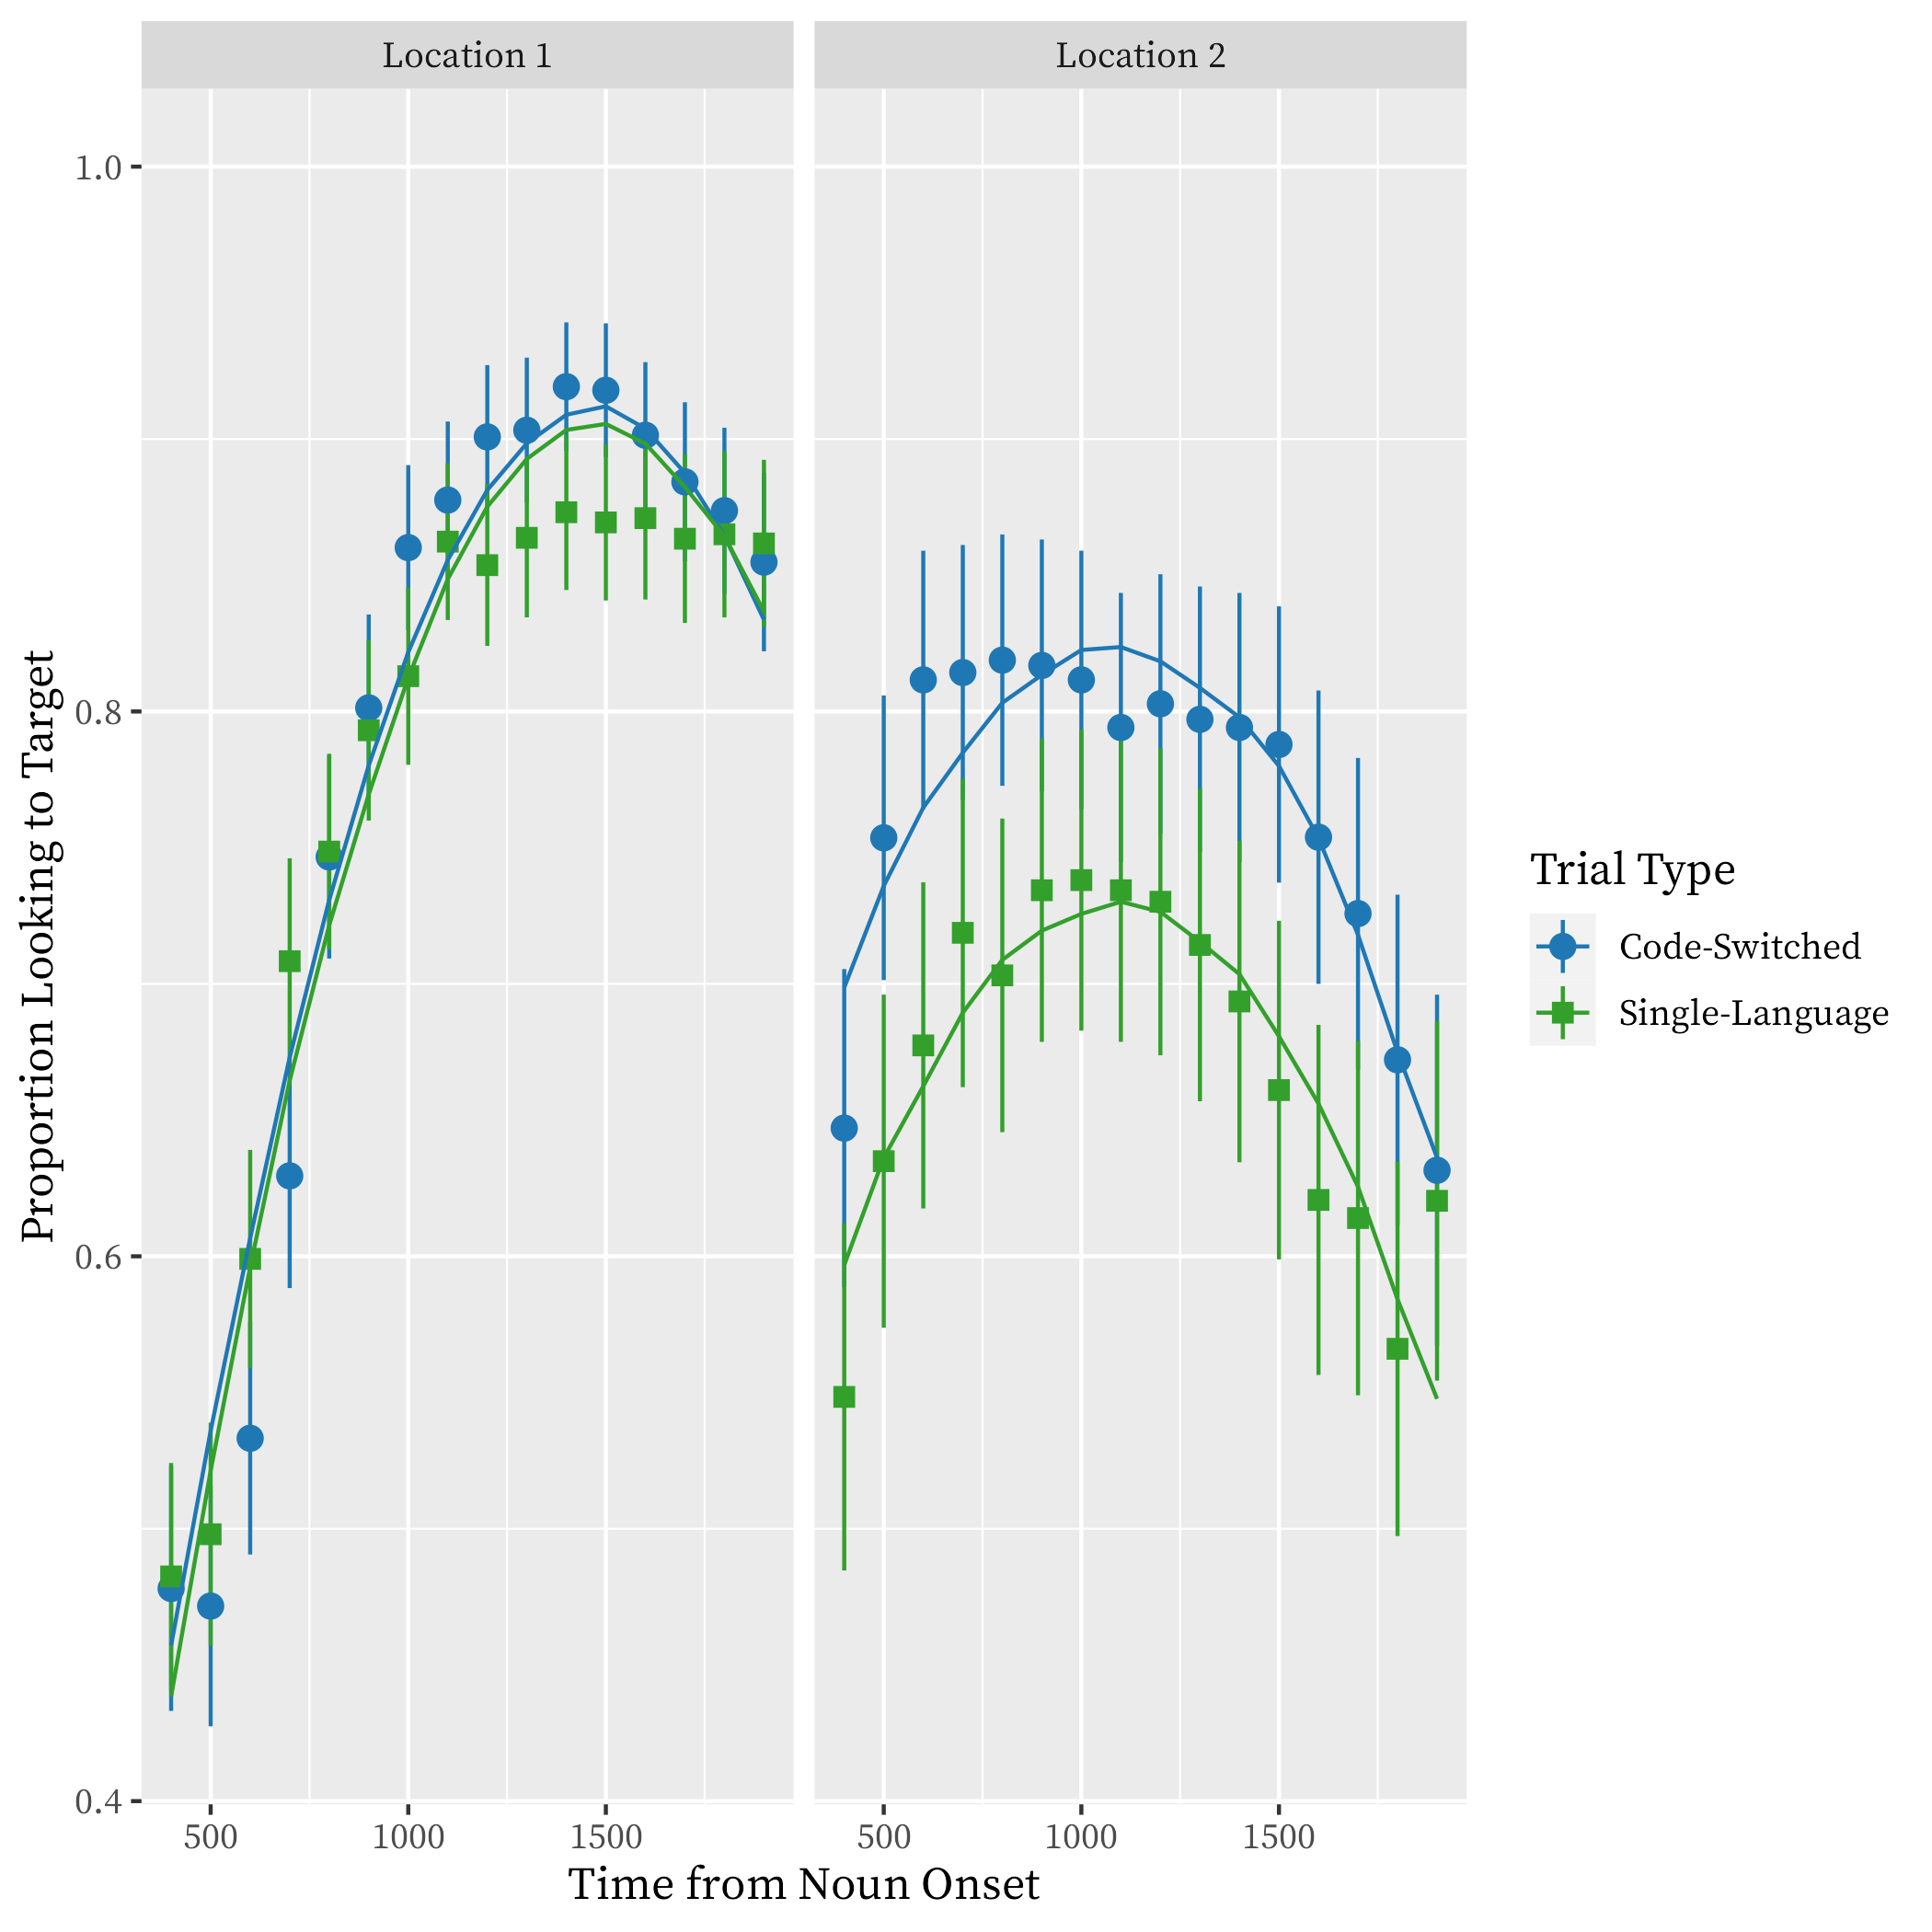 Location 1
Location 2
1.0
0.8
0.6
0.4
Proportion Looking to Target
500 1000 1500
500 1000 1500
Time from Noun Onset
Trial Type
Code-Switched
Single-Language